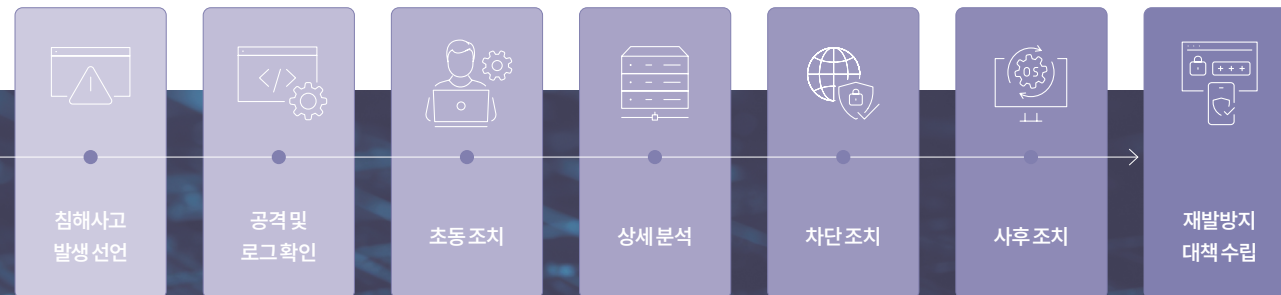 침해사고
발생 선언
공격 및
로그 확인
초동 조치
상세 분석
차단 조치
사후 조치
재발방지
대책 수립